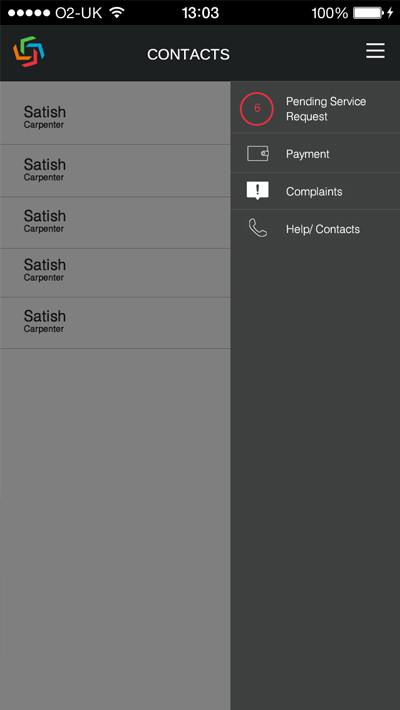 O2-UK 13:03 100%
CONTACTS
Satish
Carpenter
Satish
Carpenter
Satish
Carpenter
Satish
Carpenter
Satish
Carpenter
6 Pending Service
Request
Payment
Complaints
Help/ Contacts